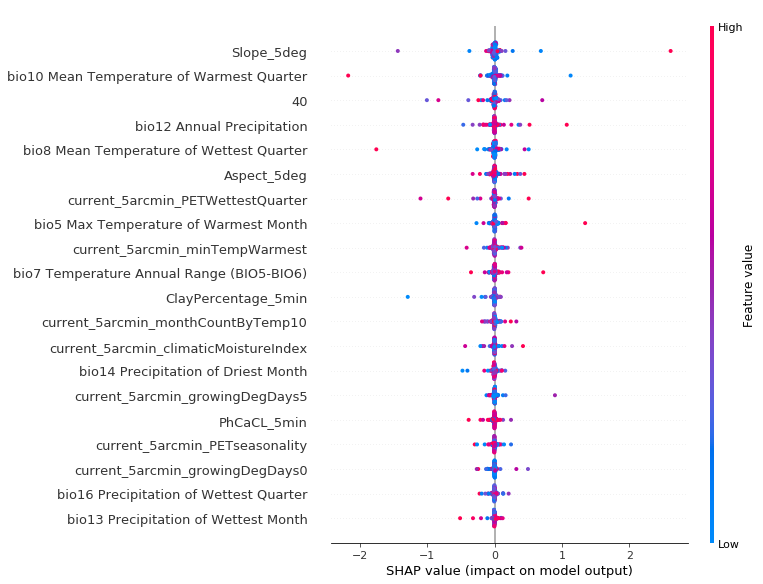 High
Slope_5deg
bio10 Mean Temperature of Warmest Quarter
40
bio12 Annual Precipitation
bio8 Mean Temperature of Wettest Quarter
Aspect_5deg
current_5arcmin_PETWettestQuarter
bio5 Max Temperature of Warmest Month
current_5arcmin_minTempWarmest
bio7 Temperature Annual Range (BIO5-BIO6)
ClayPercentage_5min
current_5arcmin_monthCountByTemp10
current_5arcmin_climaticMoistureIndex
bio14 Precipitation of Driest Month
current_5arcmin_growingDegDays5
PhCaCL_5min
current_5arcmin_PETseasonality
current_5arcmin_growingDegDays0
bio16 Precipitation of Wettest Quarter
bio13 Precipitation of Wettest Month
Feature value
Low
−2 −1 0 1 2
SHAP value (impact on model output)